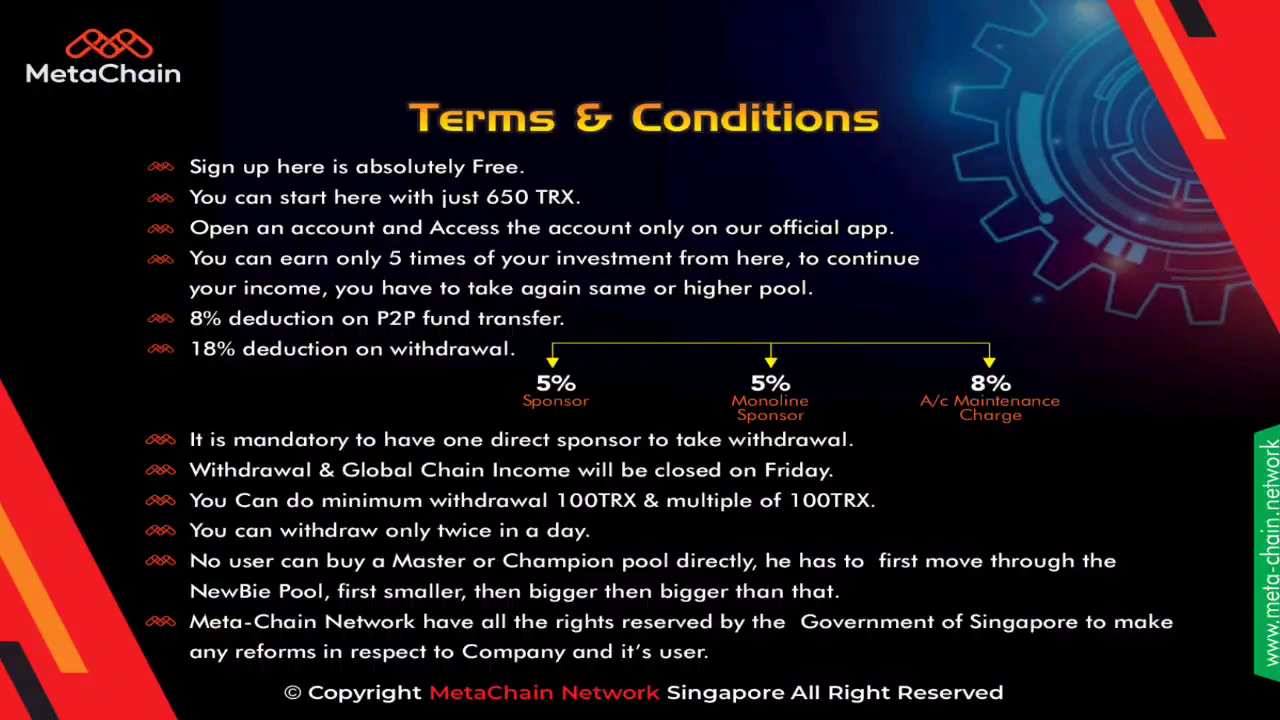 MetaChain
Terms & Conditions
Sign up here is absolutely Free.
You can start here with just 650 TRX.
Open an account and Access the account only on our official app.
You can earn only 5 times of your investment from here, to continue
your income, you have to take again same or higher pool.
8% deduction on P2P fund transfer.
18% deduction on withdrawal.
5% 5% 8%
Sponsor Monoline A/c Maintenance
Sponsor Charge
It is mandatory to have one direct sponsor to take withdrawal.
Withdrawal & Global Chain Income will be closed on Friday.
You Can do minimum withdrawal 100TRX & multiple of 100TRX.
You can withdraw only twice in a day.
No user can buy a Master or Champion pool directly, he has to first move through the
NewBie Pool, first smaller, then bigger then bigger than that.
Meta-Chain Network have all the rights reserved by the Government of Singapore to make
any reforms in respect to Company and it's user.
© Copyright MetaChain Network Singapore All Right Reserved
www.meta-chain.network